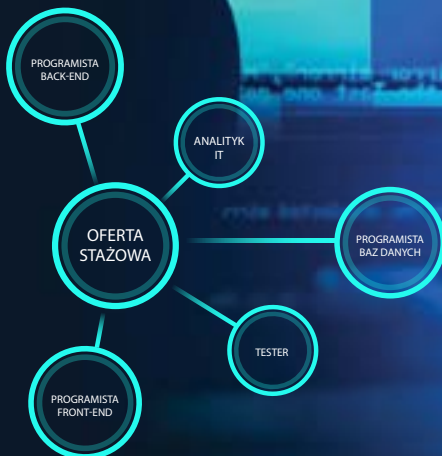 PROGRAMISTA
BACK-END
ANALITYK
IT
OFERTA
STAŻOWA
PROGRAMISTA
BAZ DANYCH
TESTER
PROGRAMISTA
FRONT-END